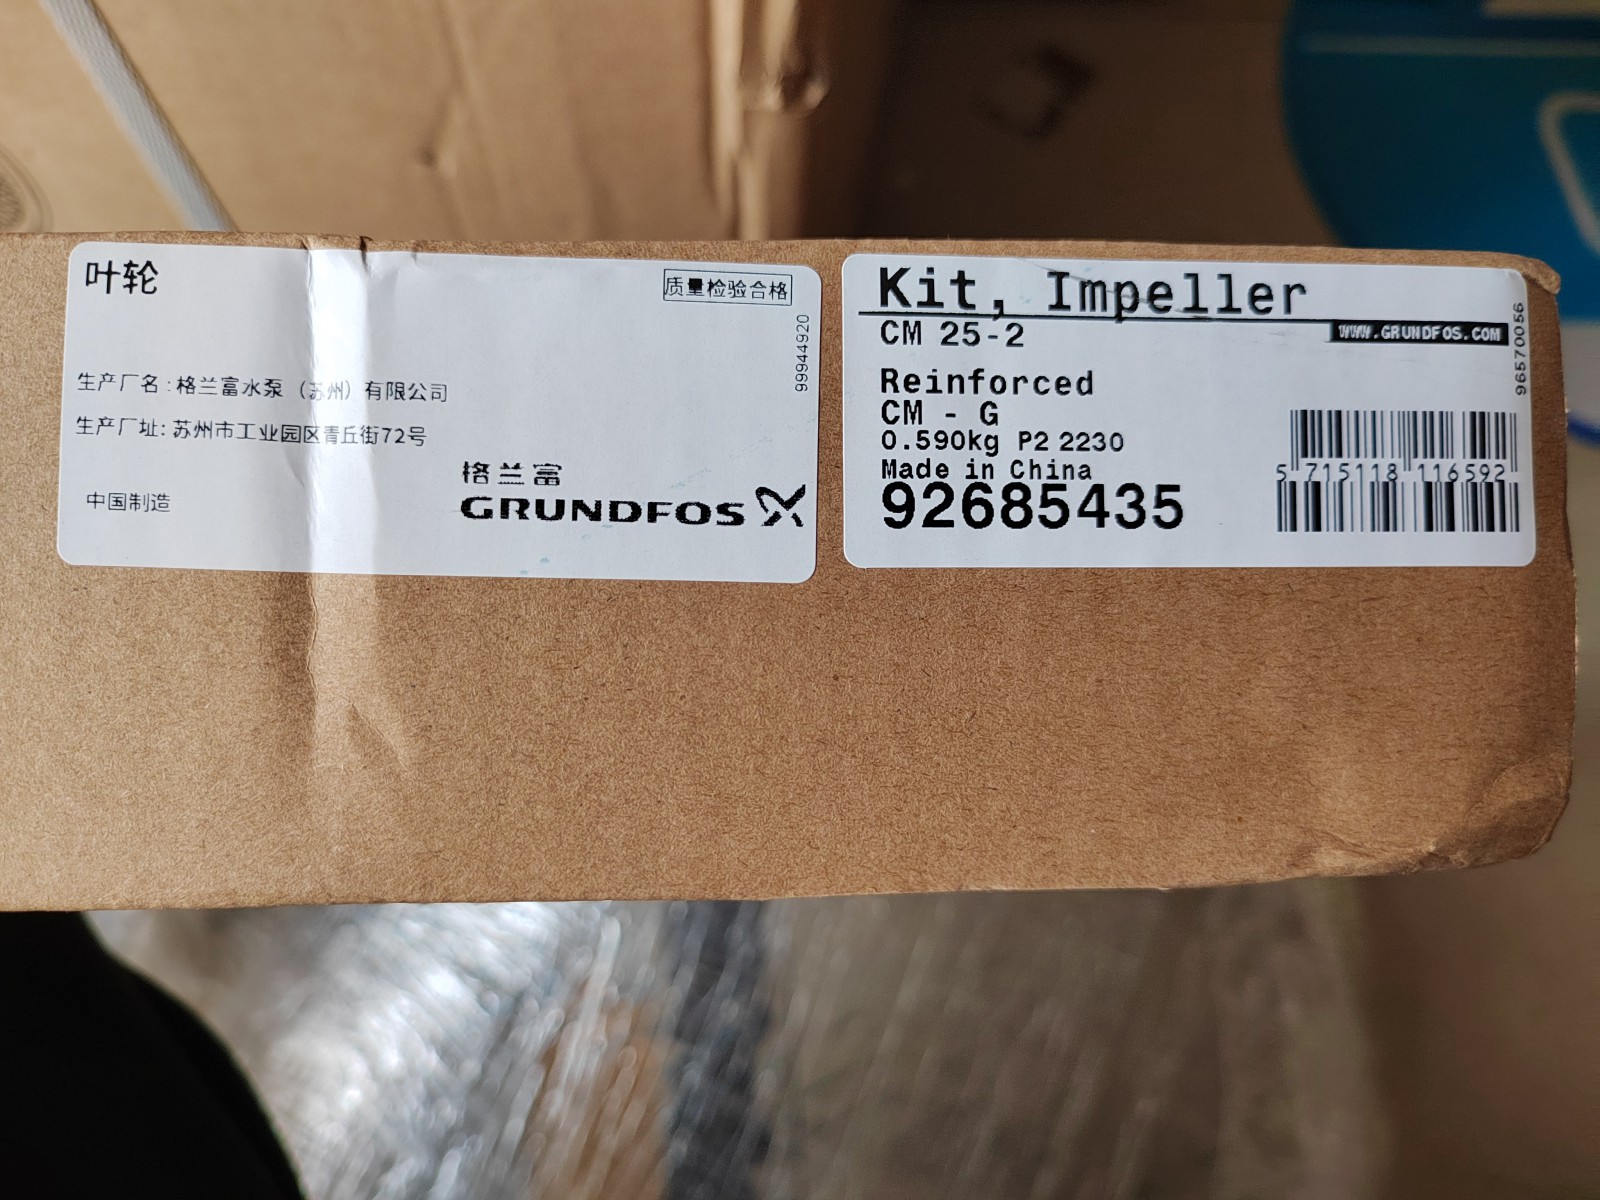 叶轮
质量检验合格
99944920
生产厂名:格兰富水泵（苏州）有限公司
生产厂址:苏州市工业园区青丘街72号
中国制造
格兰富
GRUNDFOS
Kit, Impeller
WWW.GRUNDFOS.COM
96570056
CM 25-2
Reinforced
CM - G
0.590kg P2 2230
Made in China
92685435
5 715118 116592